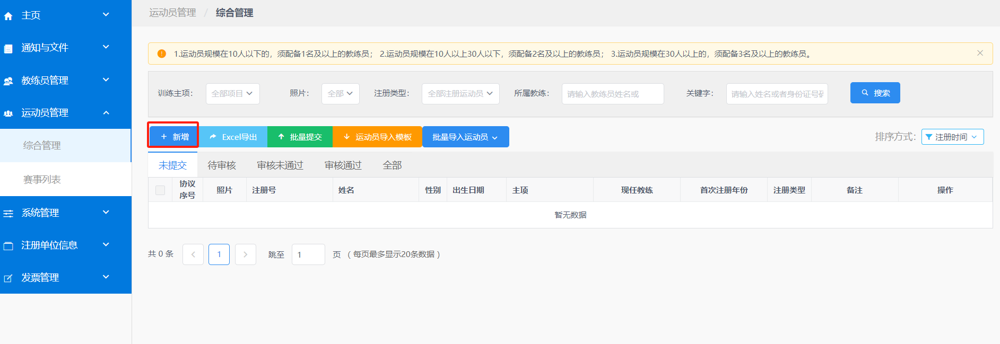 主页
通知与文件
教练员管理
运动员管理
综合管理
赛事列表
系统管理
注册单位信息
发票管理
运动员管理 / 综合管理
1.运动员规模在10人以下的，须配备1名及以上的教练员； 2.运动员规模在10人以上30人以下，须配备2名及以上的教练员； 3.运动员规模在30人以上的，须配备3名及以上的教练员。
训练主项： 全部项目 照片： 全部 注册类型： 全部注册运动员 所属教练： 请输入教练员姓名或 关键字： 请输入姓名或者身份证号码 搜索
+ 新增 Excel导出 批量提交 运动员导入模板 批量导入运动员 排序方式： 注册时间
未提交 待审核 审核未通过 审核通过 全部
协议序号 照片 注册号 姓名 性别 出生日期 主项 现任教练 首次注册年份 注册类型 备注 操作
暂无数据
共 0 条 < 1 > 跳至 1 页 （ 每页最多显示20条数据 ）